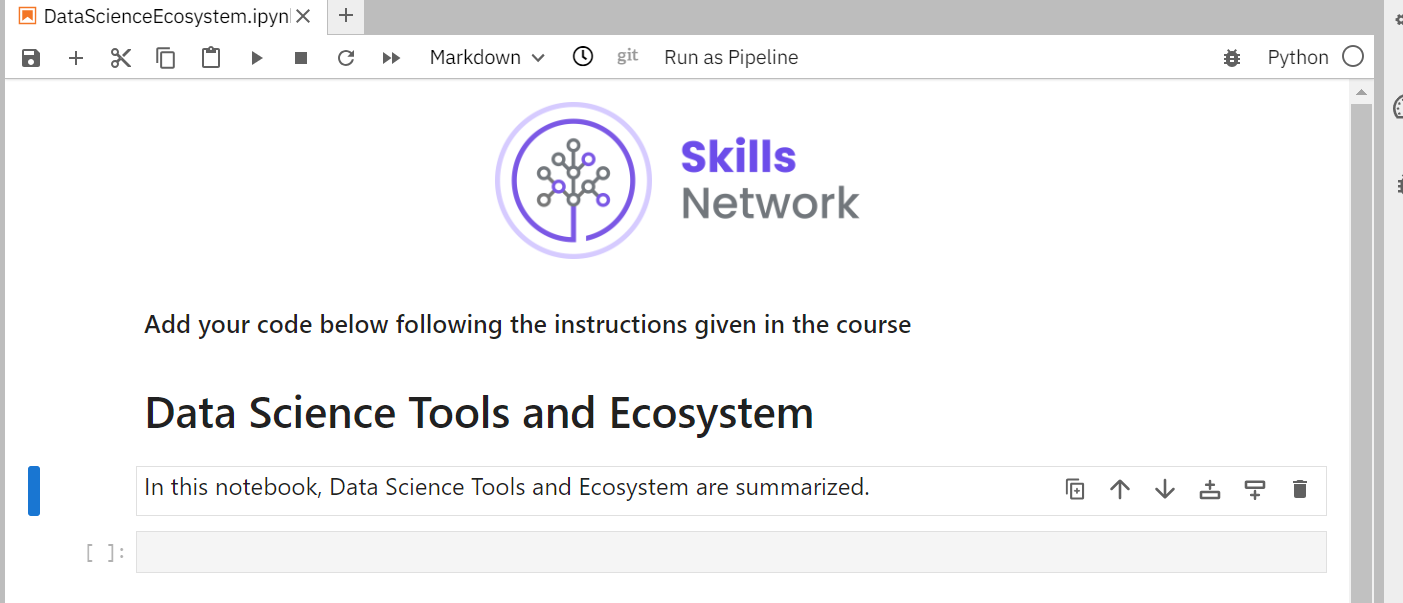 DataScienceEcosystem.ipyn
Markdown git Run as Pipeline Python
Skills
Network
Add your code below following the instructions given in the course
Data Science Tools and Ecosystem
In this notebook, Data Science Tools and Ecosystem are summarized.
[ ]: